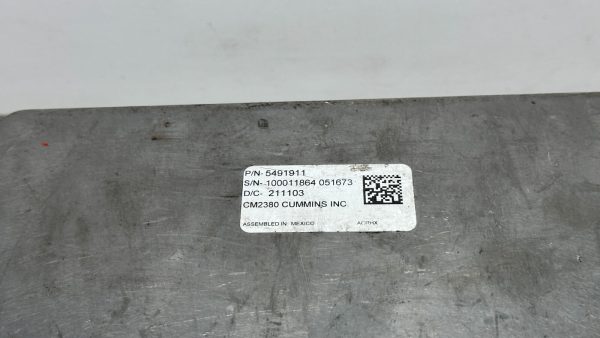 P/N- 5491911
S/N- 100011864 051673
D/C- 211103
CM2380 CUMMINS INC
ASSEMBLED IN: MEXICO